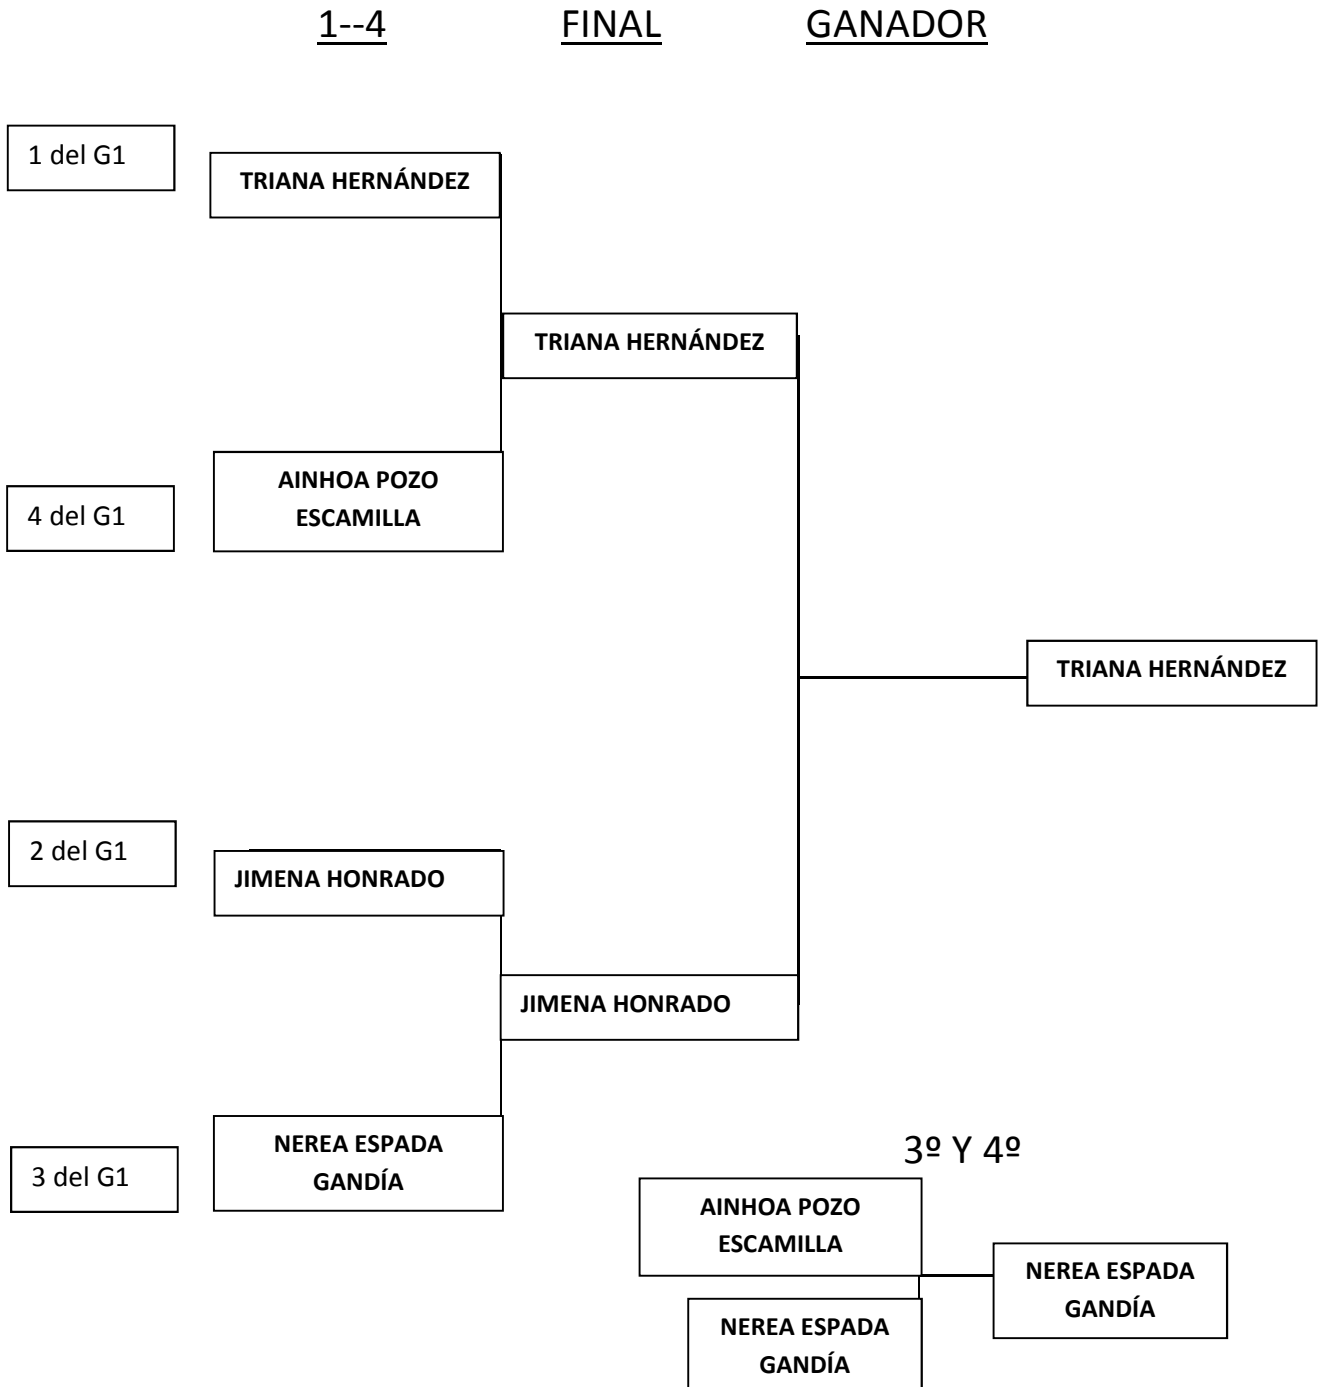 1--4 FINAL GANADOR
1 del G1
TRIANA HERNÁNDEZ
TRIANA HERNÁNDEZ
AINHOA POZO
ESCAMILLA
4 del G1
TRIANA HERNÁNDEZ
2 del G1
JIMENA HONRADO
JIMENA HONRADO
NEREA ESPADA
GANDÍA
3 del G1
3º Y 4º
AINHOA POZO
ESCAMILLA
NEREA ESPADA
GANDÍA
NEREA ESPADA
GANDÍA